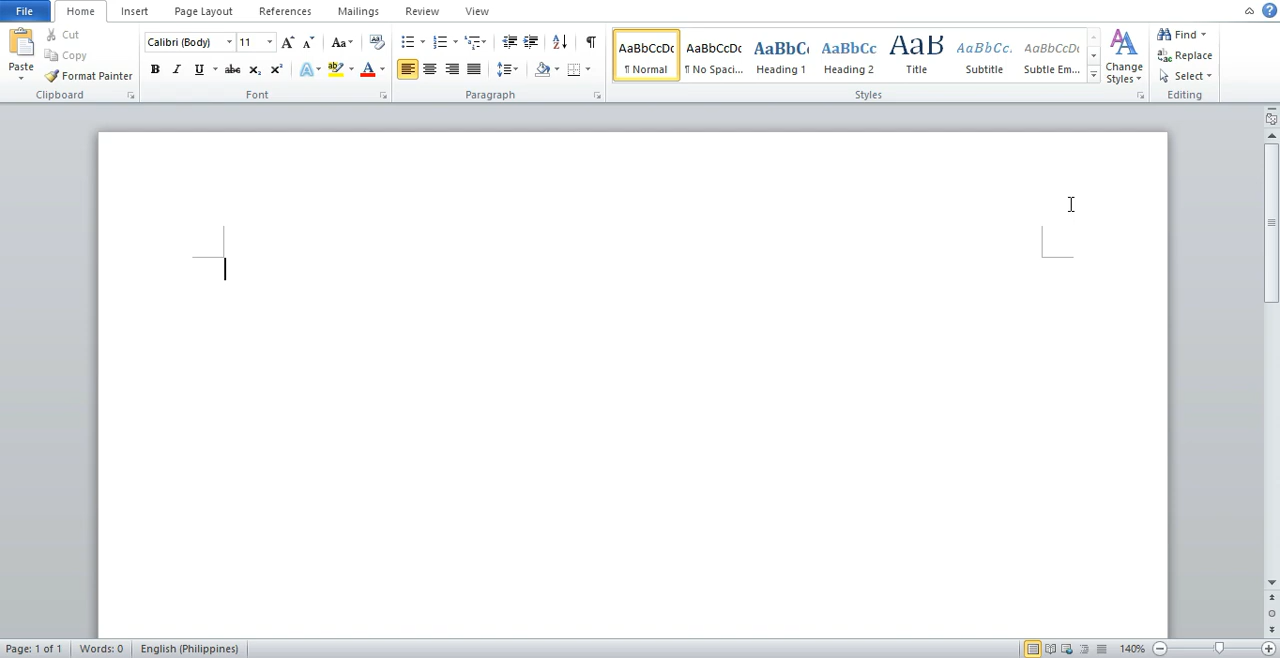 File Home Insert Page Layout References Mailings Review View
Paste
Cut
Copy
Format Painter
Clipboard
Calibri (Body) 11
Font
Paragraph
AaBbCcDc AaBbCcDc AaBbC AaBbCc AaB AaBbCc. AaBbCcDc
¶ Normal ¶ No Spaci... Heading 1 Heading 2 Title Subtitle Subtle Em...
Change
Styles
Styles
Find
Replace
Select
Editing
Page: 1 of 1 Words: 0 English (Philippines) 140%